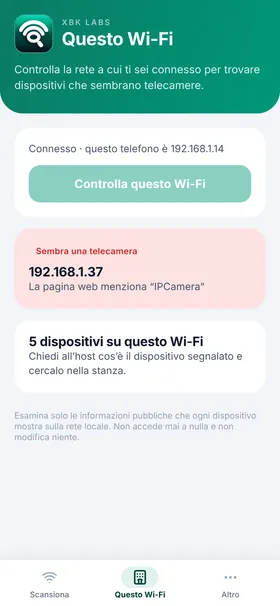 XBK LABS
Questo Wi-Fi
Controlla la rete a cui ti sei connesso per trovare
dispositivi che sembrano telecamere.
Connesso · questo telefono è 192.168.1.14
Controlla questo Wi-Fi
Sembra una telecamera
192.168.1.37
La pagina web menziona “IPCamera”
5 dispositivi su questo Wi-Fi
Chiedi all’host cos’è il dispositivo segnalato e
cercalo nella stanza.
Esamina solo le informazioni pubbliche che ogni dispositivo
mostra sulla rete locale. Non accede mai a nulla e non
modifica niente.
Scansiona
Questo Wi-Fi
Altro